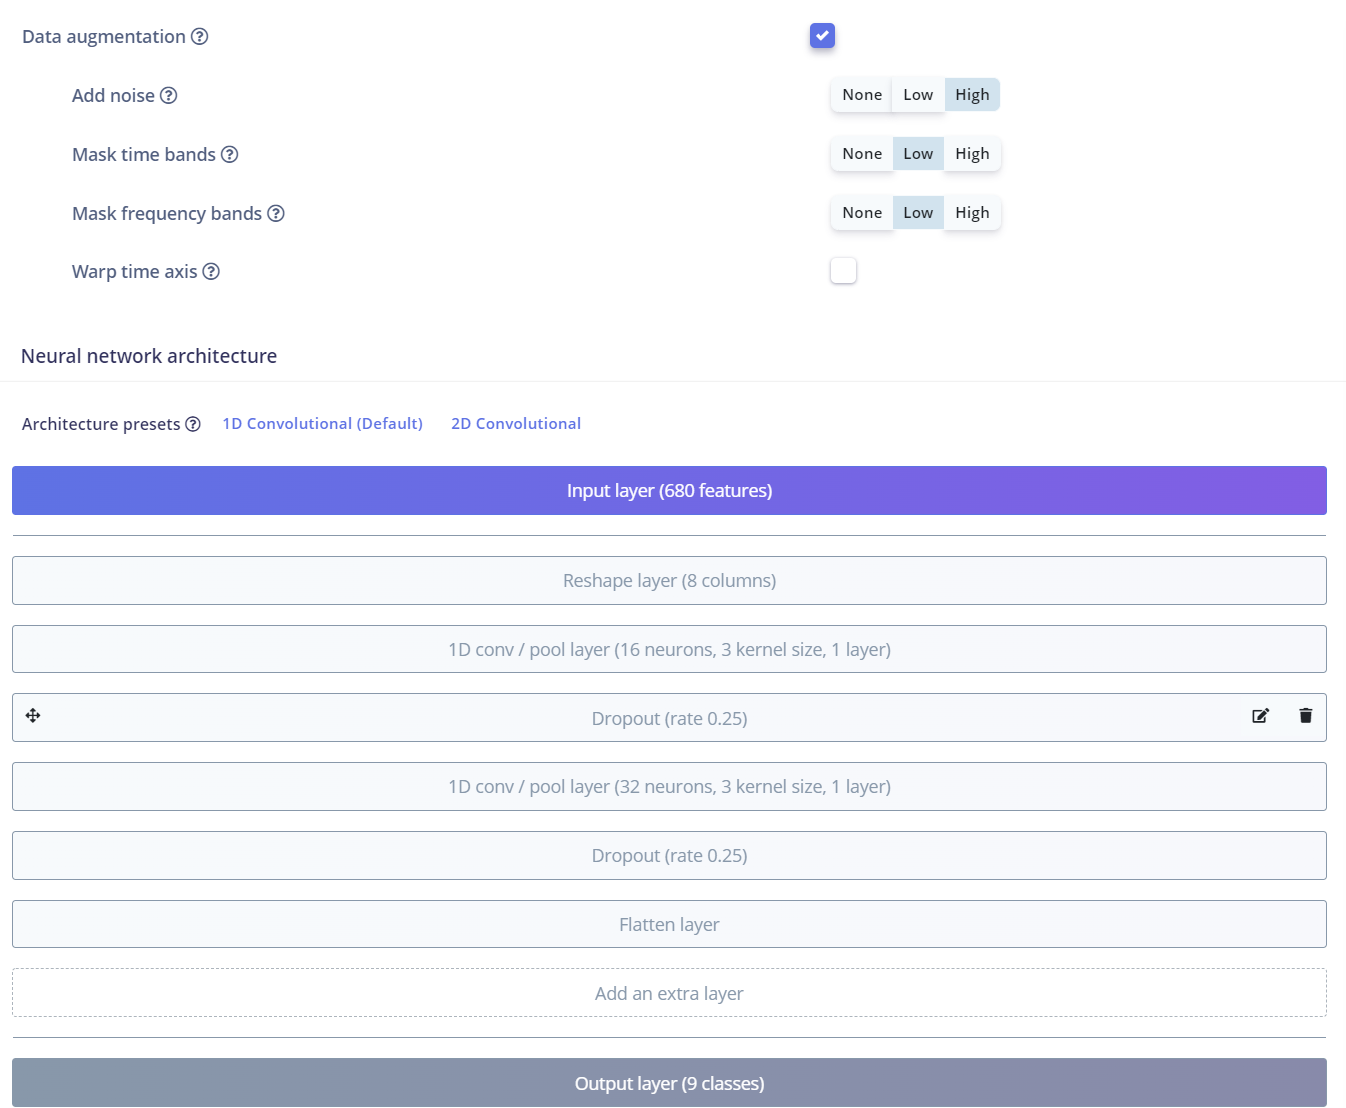 Data augmentation
Add noise
None Low High
Mask time bands
None Low High
Mask frequency bands
None Low High
Warp time axis
Neural network architecture
Architecture presets 1D Convolutional (Default) 2D Convolutional
Input layer (680 features)
Reshape layer (8 columns)
1D conv / pool layer (16 neurons, 3 kernel size, 1 layer)
Dropout (rate 0.25)
1D conv / pool layer (32 neurons, 3 kernel size, 1 layer)
Dropout (rate 0.25)
Flatten layer
Add an extra layer
Output layer (9 classes)